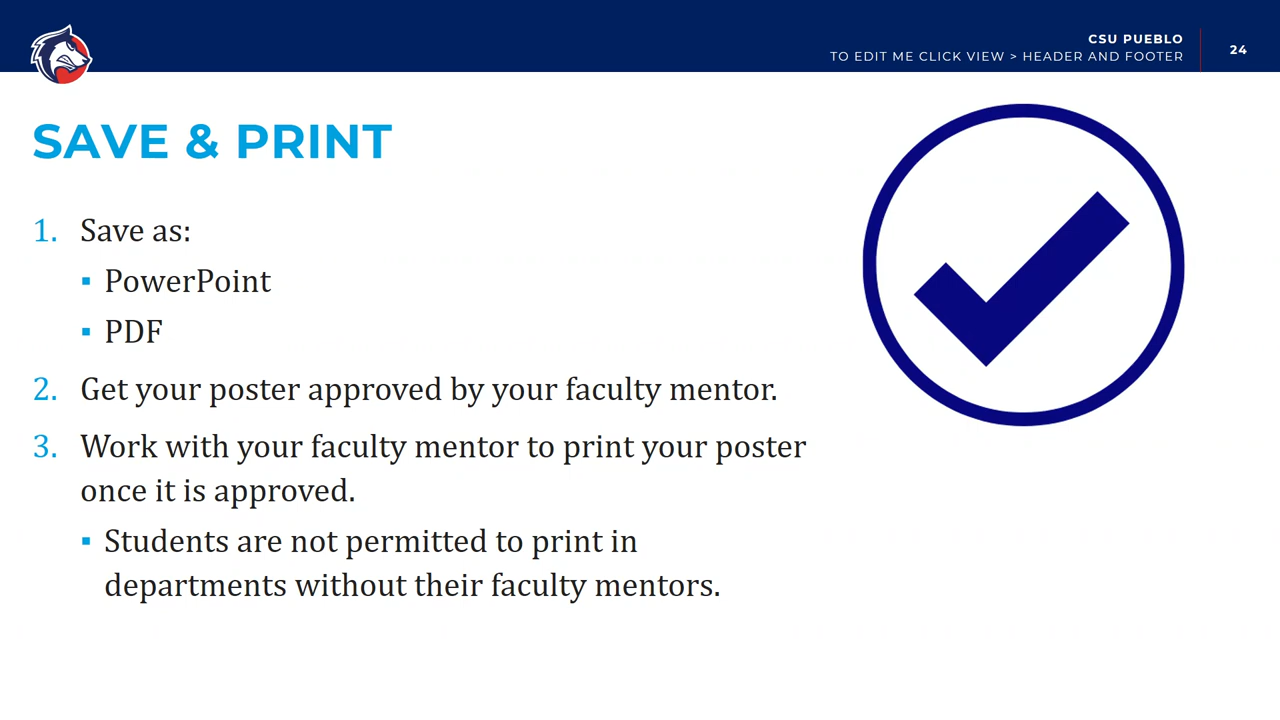 CSU PUEBLO
TO EDIT ME CLICK VIEW > HEADER AND FOOTER
24
SAVE & PRINT
1. Save as:
▪ PowerPoint
▪ PDF
2. Get your poster approved by your faculty mentor.
3. Work with your faculty mentor to print your poster
once it is approved.
▪ Students are not permitted to print in
departments without their faculty mentors.